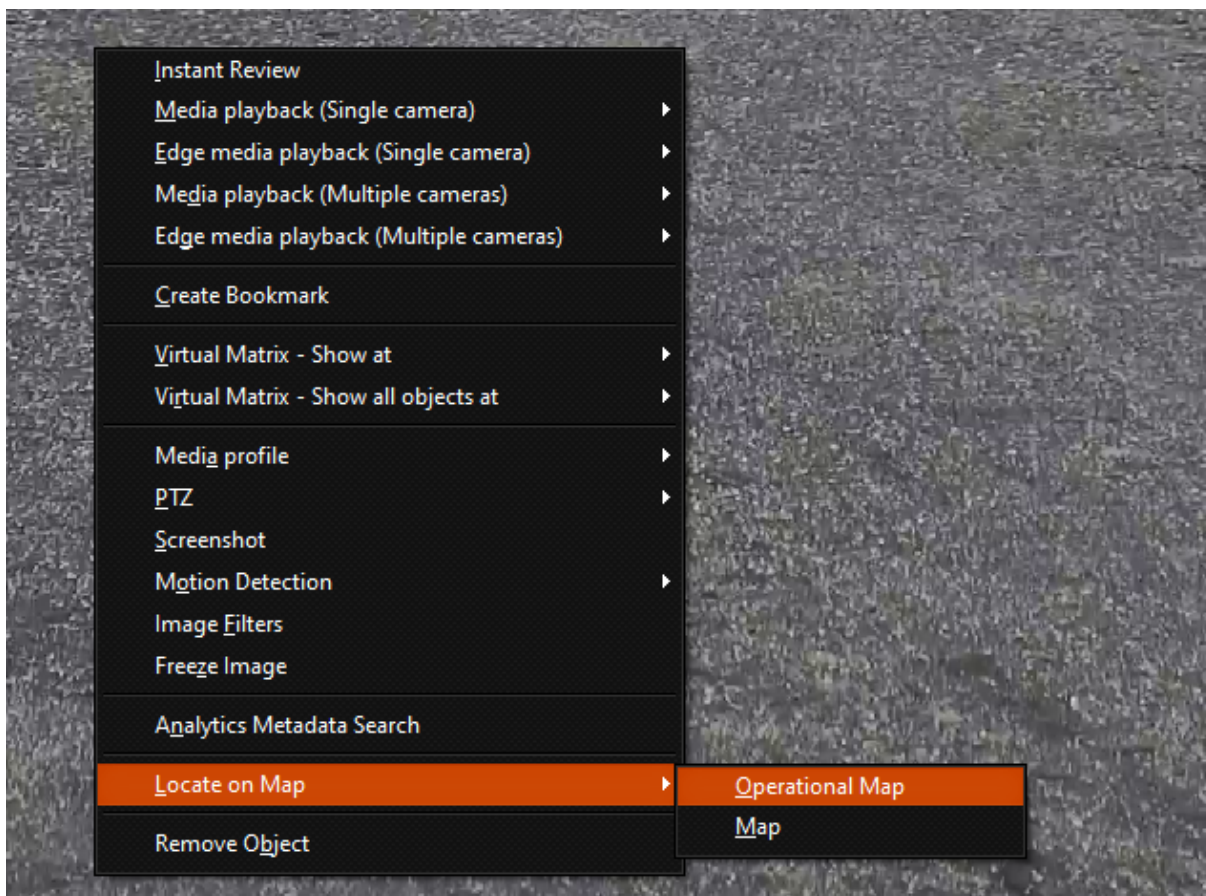 Instant Review
Media playback (Single camera)
Edge media playback (Single camera)
Media playback (Multiple cameras)
Edge media playback (Multiple cameras)
Create Bookmark
Virtual Matrix - Show at
Virtual Matrix - Show all objects at
Media profile
PTZ
Screenshot
Motion Detection
Image Filters
Freeze Image
Analytics Metadata Search
Locate on Map
Operational Map
Map
Remove Object